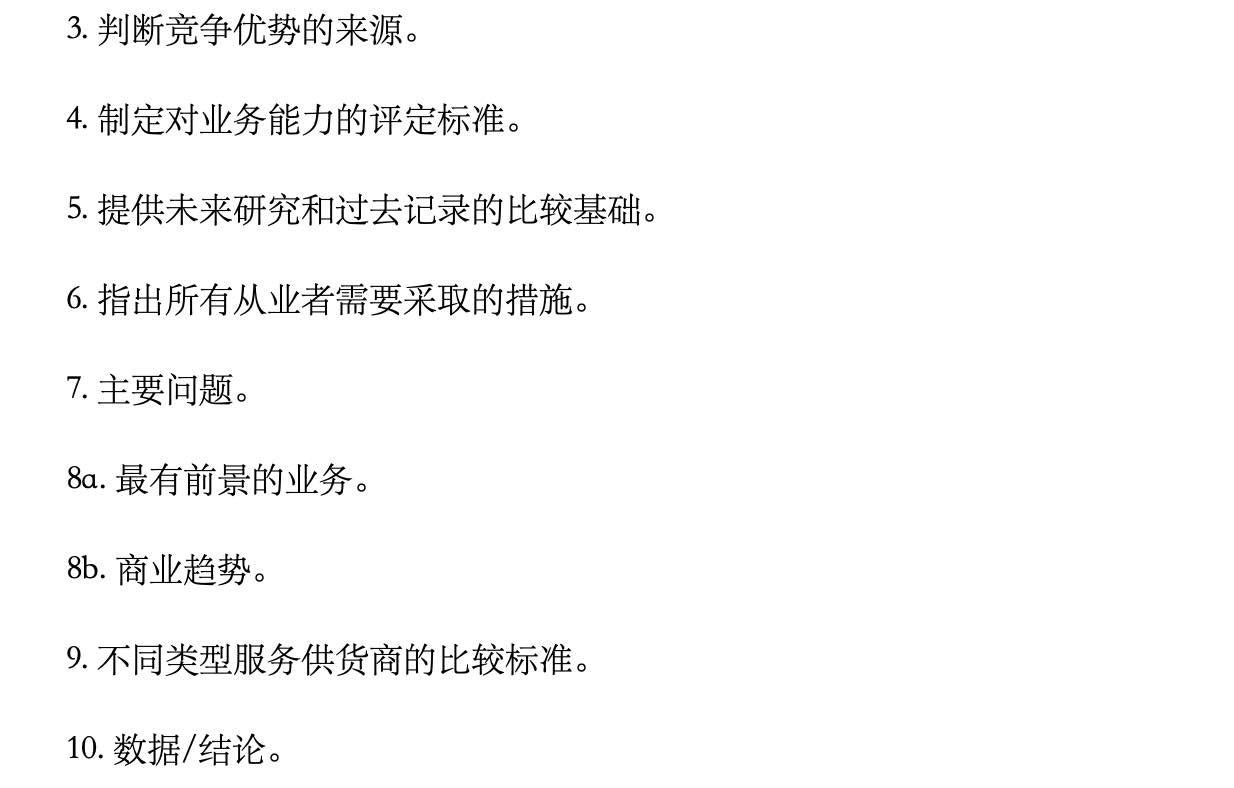 3. 判断竞争优势的来源。
4. 制定对业务能力的评定标准。
5. 提供未来研究和过去记录的比较基础。
6. 指出所有从业者需要采取的措施。
7. 主要问题。
8a. 最有前景的业务。
8b. 商业趋势。
9. 不同类型服务供货商的比较标准。
10. 数据/结论。